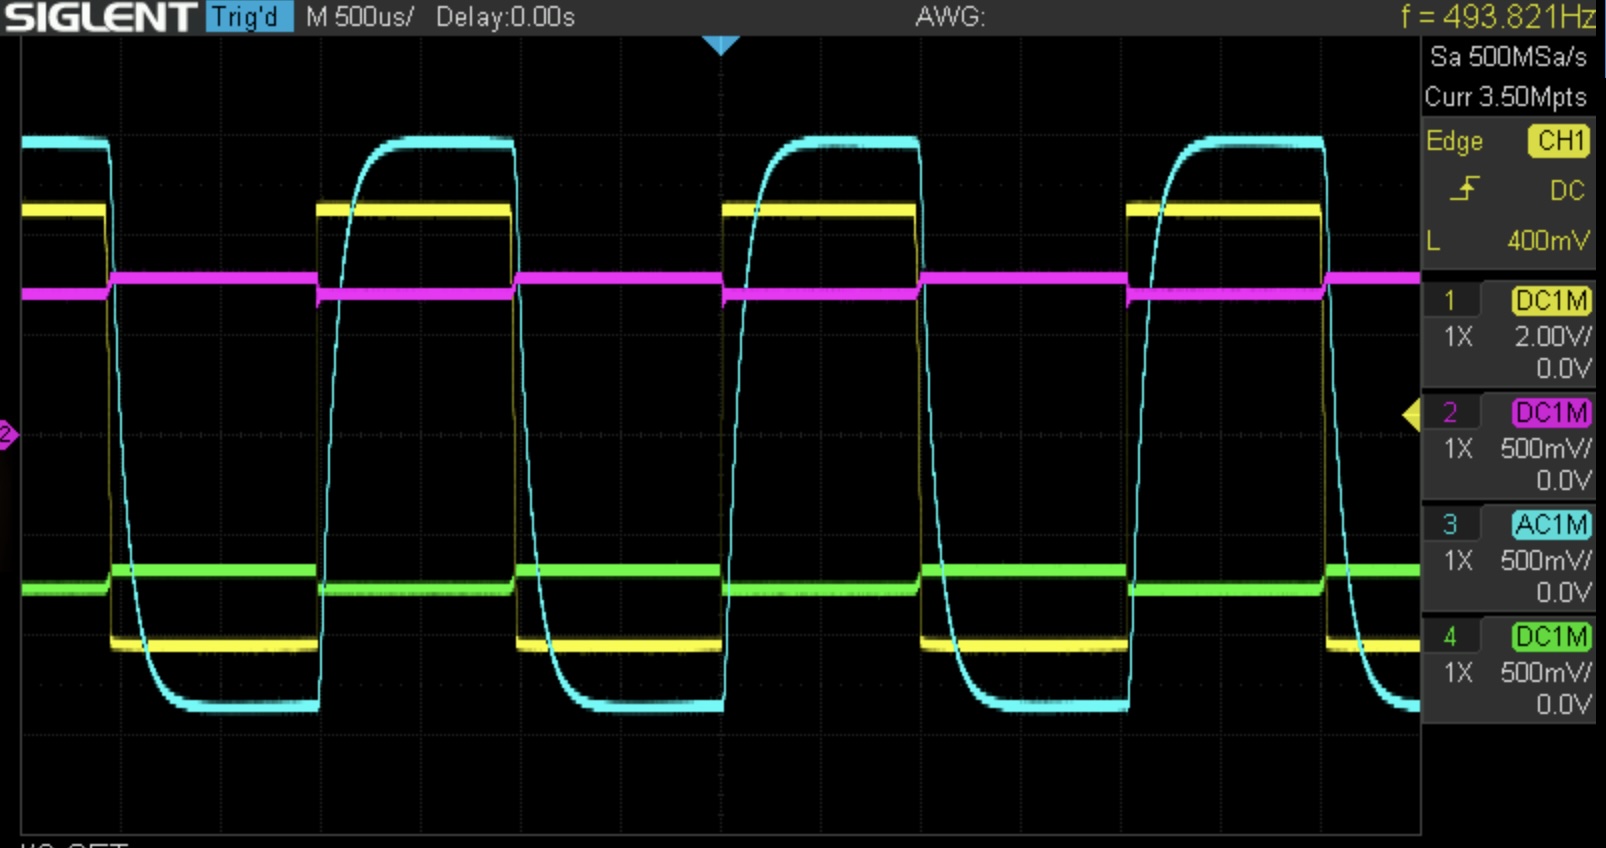 SIGLENT Trig'd M 500us/ Delay:0.00s AWG: f = 493.821Hz
Sa 500MSa/s
Curr 3.50Mpts
Edge CH1
DC
L 400mV
1 DC1M
1X 2.00V/
0.0V
2 DC1M
1X 500mV/
0.0V
3 AC1M
1X 500mV/
0.0V
4 DC1M
1X 500mV/
0.0V
2